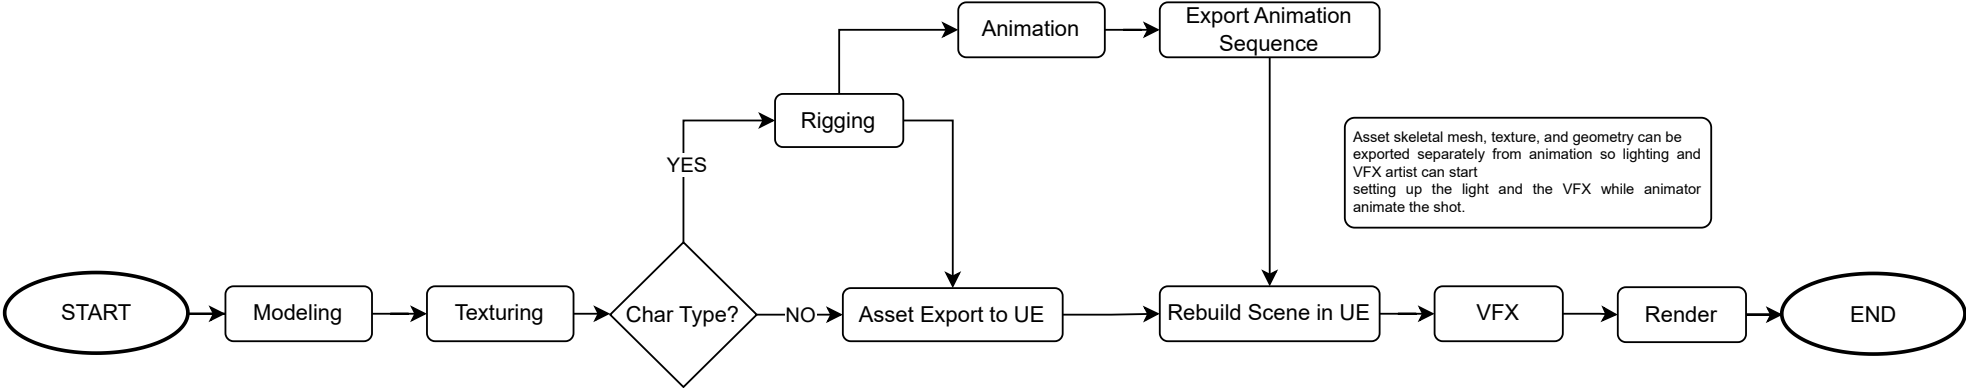 Export Animation
Sequence
Animation
Rigging
YES
Asset skeletal mesh, texture, and geometry can be
exported separately from animation so lighting and
VFX artist can start
setting up the light and the VFX while animator
animate the shot.
START
Modeling
Texturing
Char Type?
NO
Asset Export to UE
Rebuild Scene in UE
VFX
Render
END